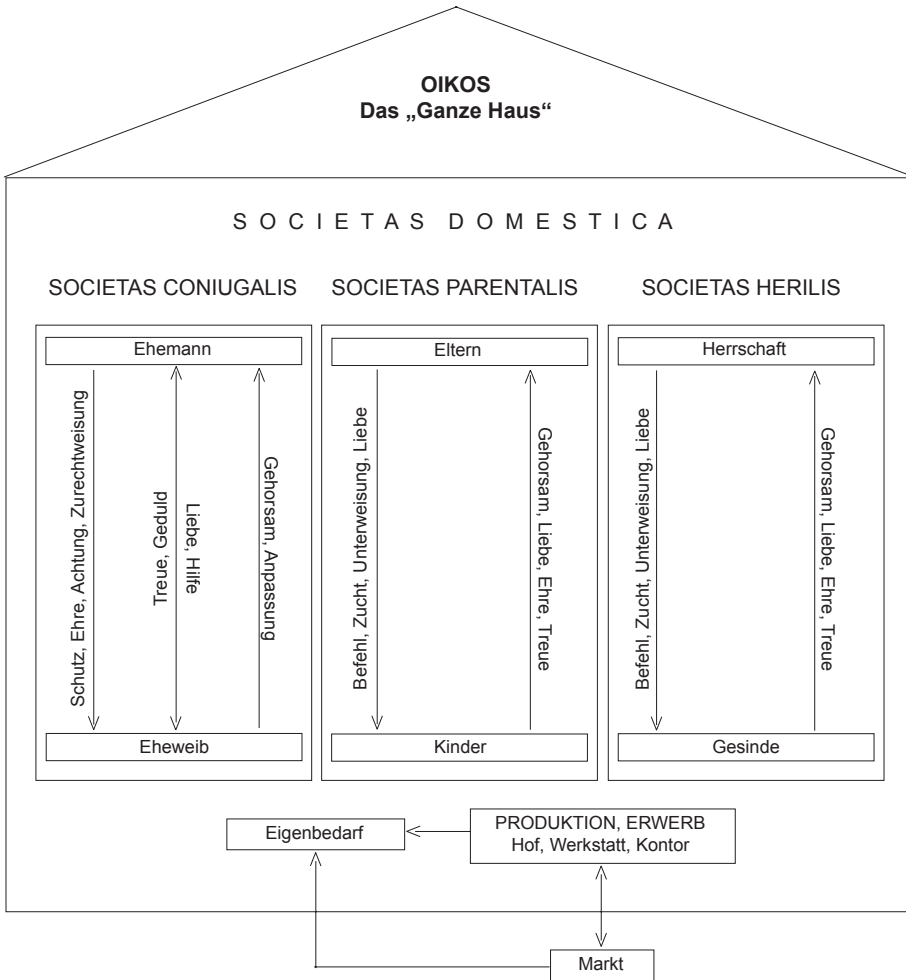 OIKOS
Das „Ganze Haus“
SOCIETAS DOMESTICA
SOCIETAS CONIUGALIS
SOCIETAS PARENTALIS
SOCIETAS HERILIS
Ehemann
Schutz, Ehre, Achtung, Zurechtweisung
Treue, Geduld
Liebe, Hilfe
Gehorsam, Anpassung
Eheweib
Eltern
Befehl, Zucht, Unterweisung, Liebe
Gehorsam, Liebe, Ehre, Treue
Kinder
Herrschaft
Befehl, Zucht, Unterweisung, Liebe
Gehorsam, Liebe, Ehre, Treue
Gesinde
Eigenbedarf
PRODUKTION, ERWERB
Hof, Werkstatt, Kontor
Markt